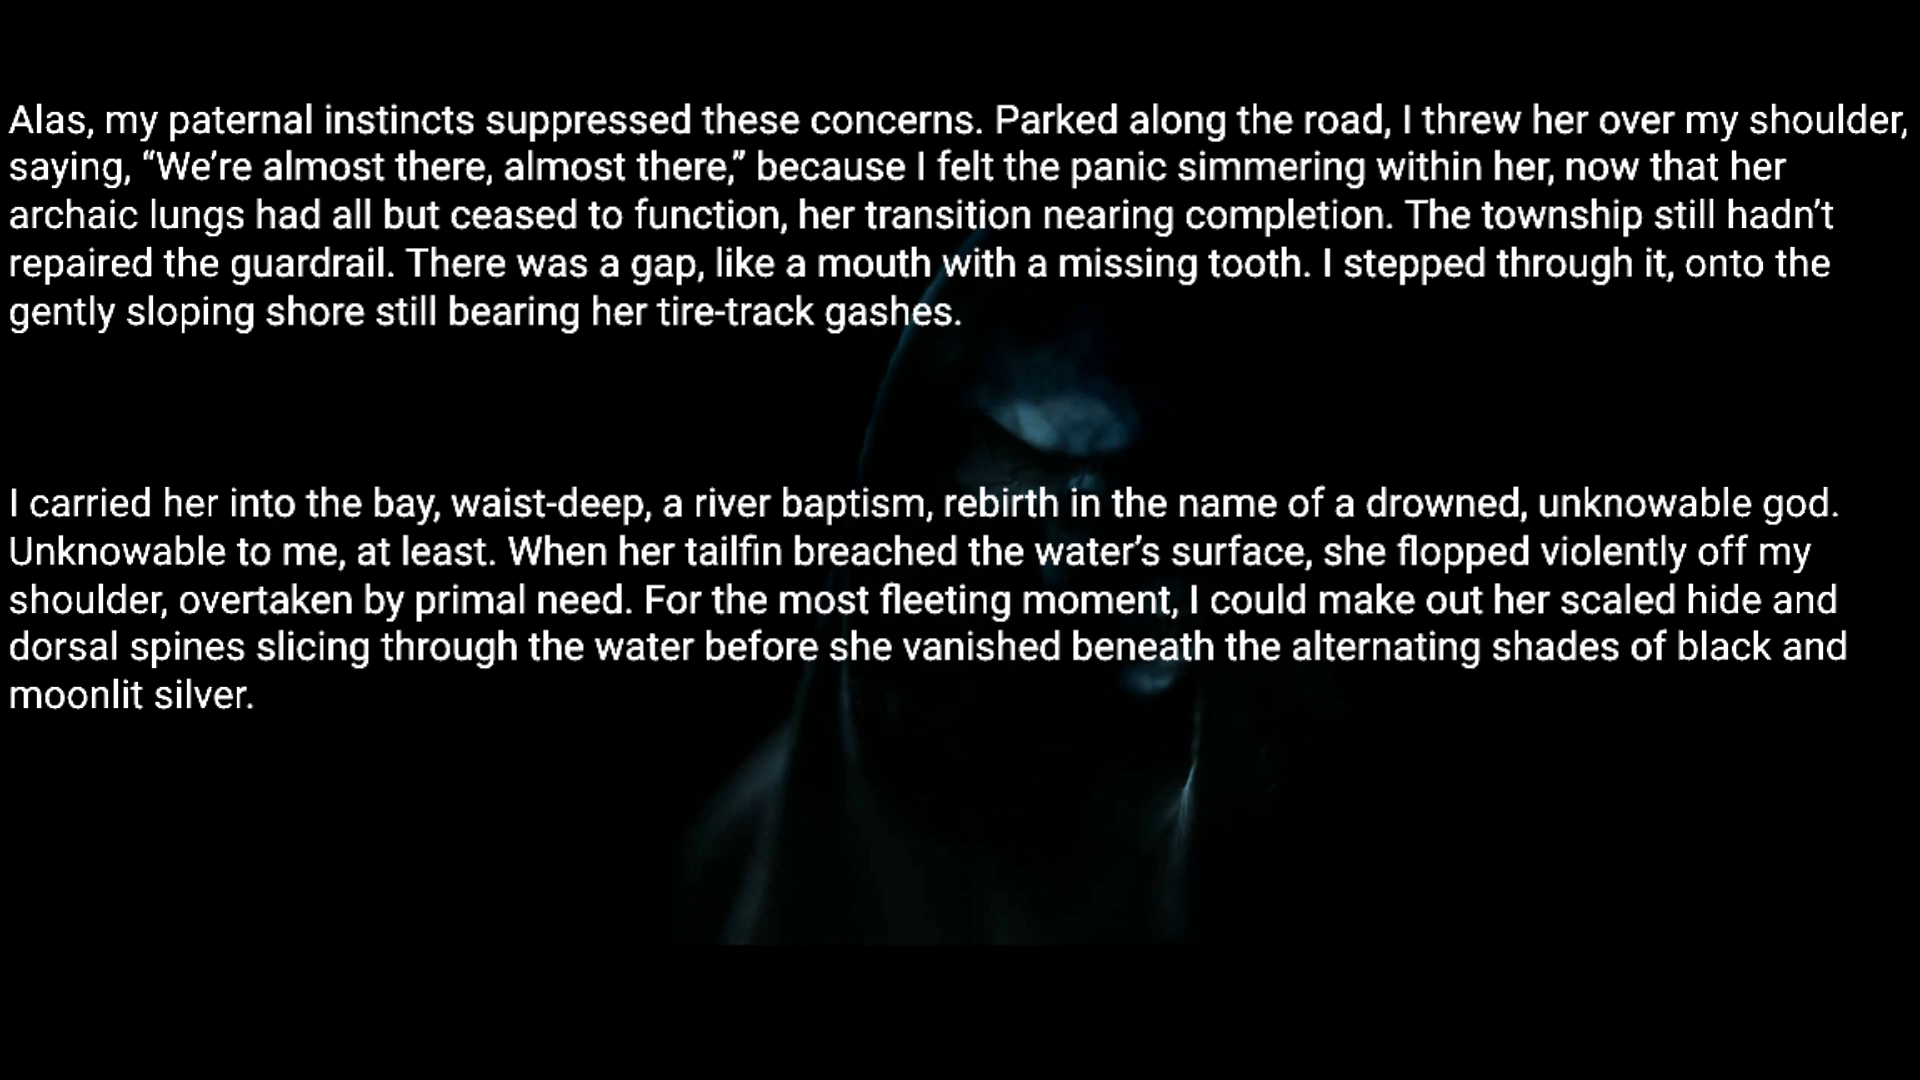 Alas, my paternal instincts suppressed these concerns. Parked along the road, I threw her over my shoulder,
saying, “We’re almost there, almost there,” because I felt the panic simmering within her, now that her
archaic lungs had all but ceased to function, her transition nearing completion. The township still hadn’t
repaired the guardrail. There was a gap, like a mouth with a missing tooth. I stepped through it, onto the
gently sloping shore still bearing her tire-track gashes.
I carried her into the bay, waist-deep, a river baptism, rebirth in the name of a drowned, unknowable god.
Unknowable to me, at least. When her tailfin breached the water’s surface, she flopped violently off my
shoulder, overtaken by primal need. For the most fleeting moment, I could make out her scaled hide and
dorsal spines slicing through the water before she vanished beneath the alternating shades of black and
moonlit silver.